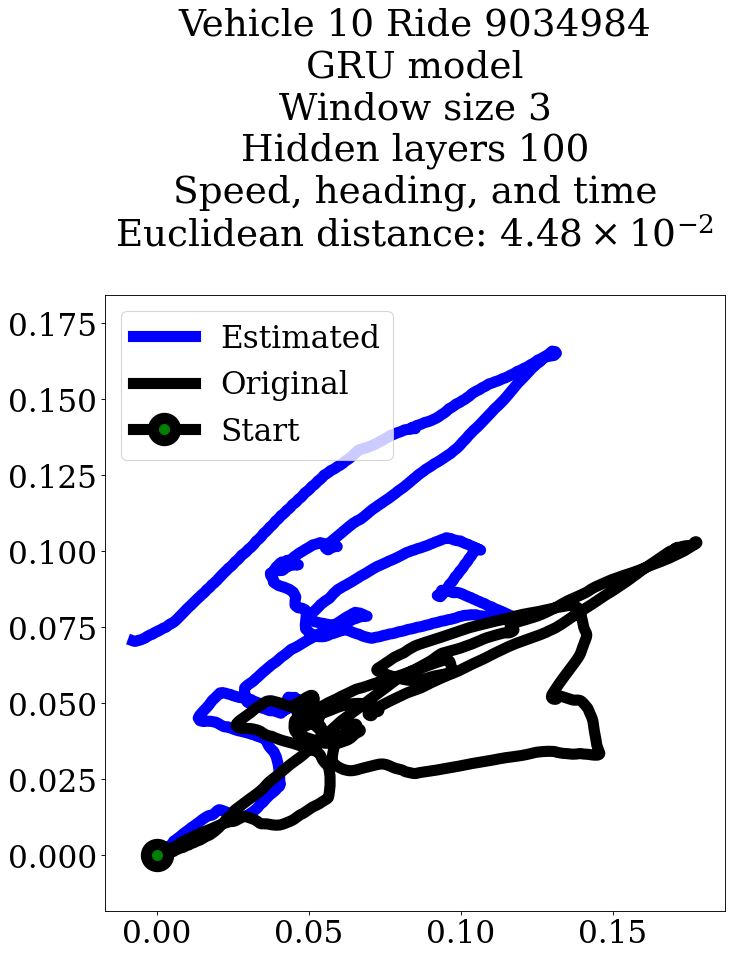 Vehicle 10 Ride 9034984
GRU model
Window size 3
Hidden layers 100
Speed, heading, and time
Euclidean distance: 4.48 × 10⁻²
Estimated
Original
Start
0.175
0.150
0.125
0.100
0.075
0.050
0.025
0.000
0.00 0.05 0.10 0.15